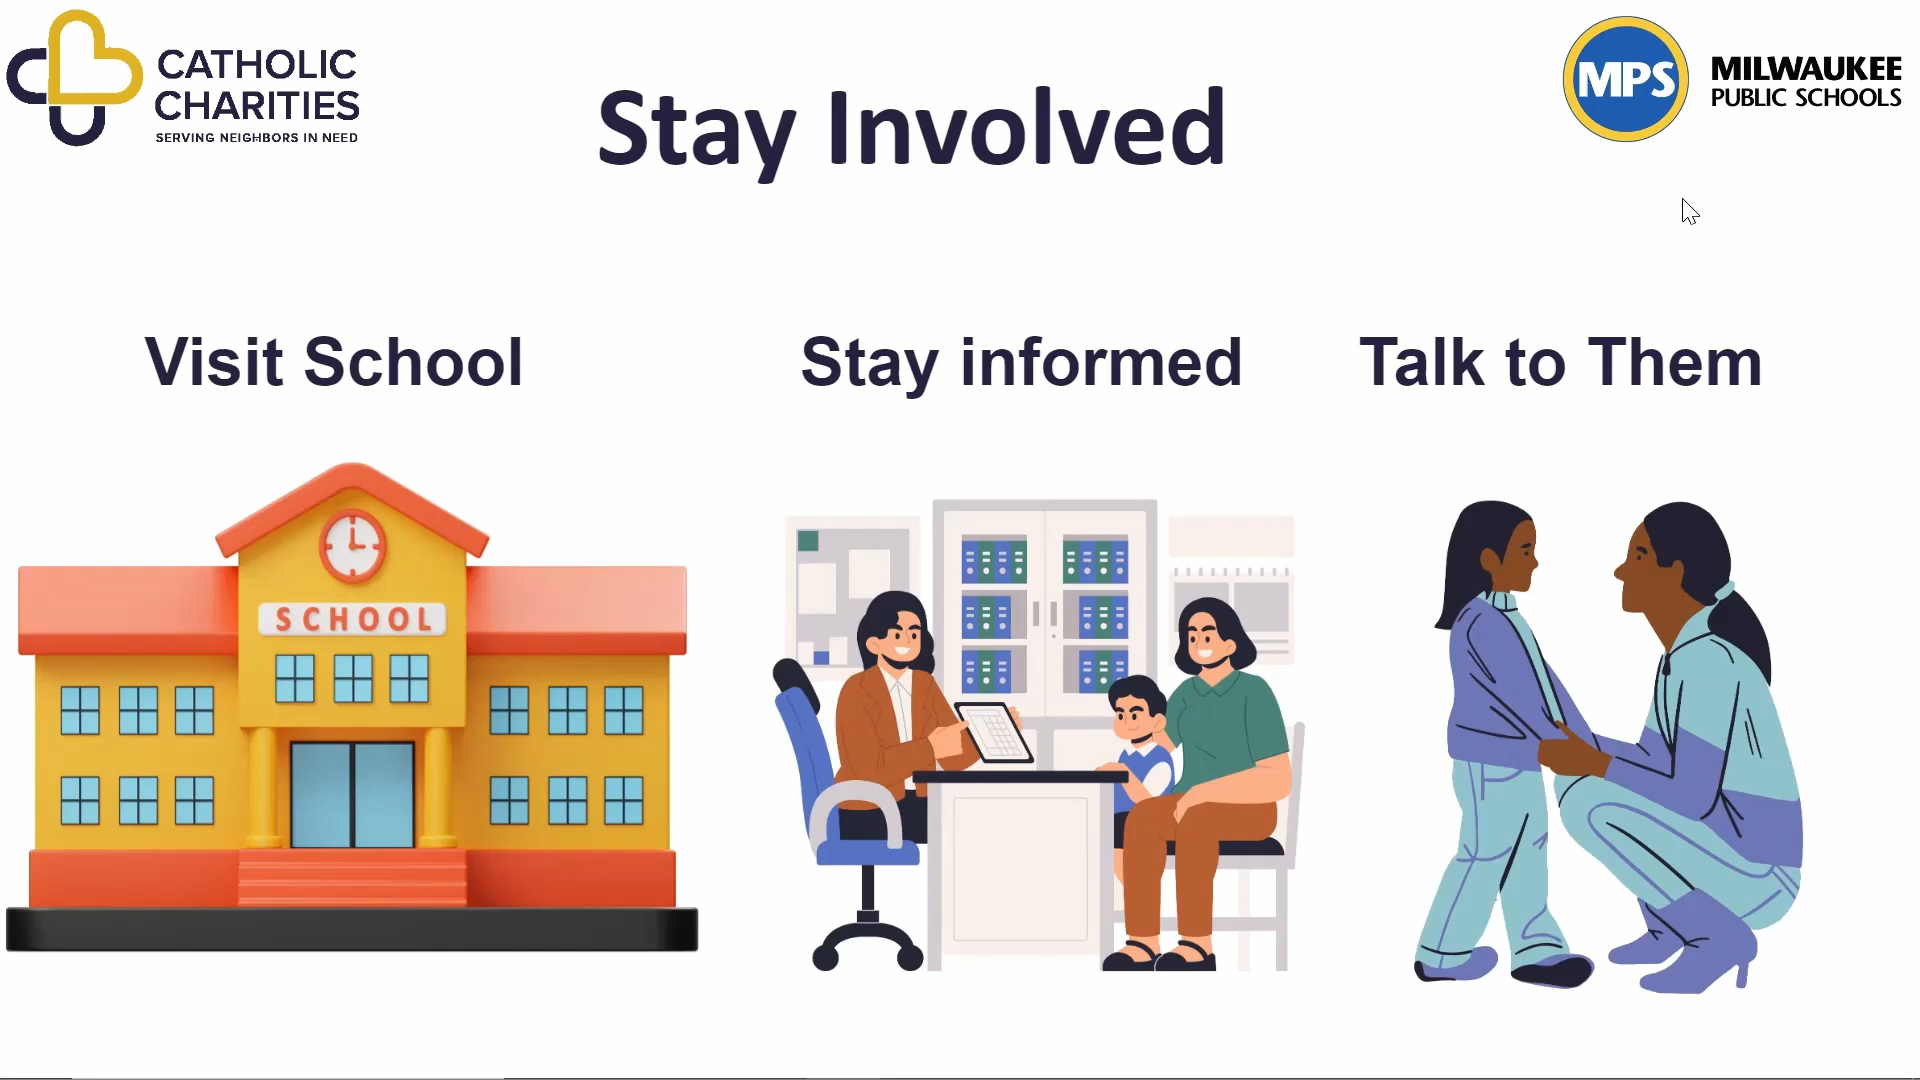 CATHOLIC
CHARITIES
SERVING NEIGHBORS IN NEED
Stay Involved
MPS
MILWAUKEE
PUBLIC SCHOOLS
Visit School
Stay informed
Talk to Them
SCHOOL